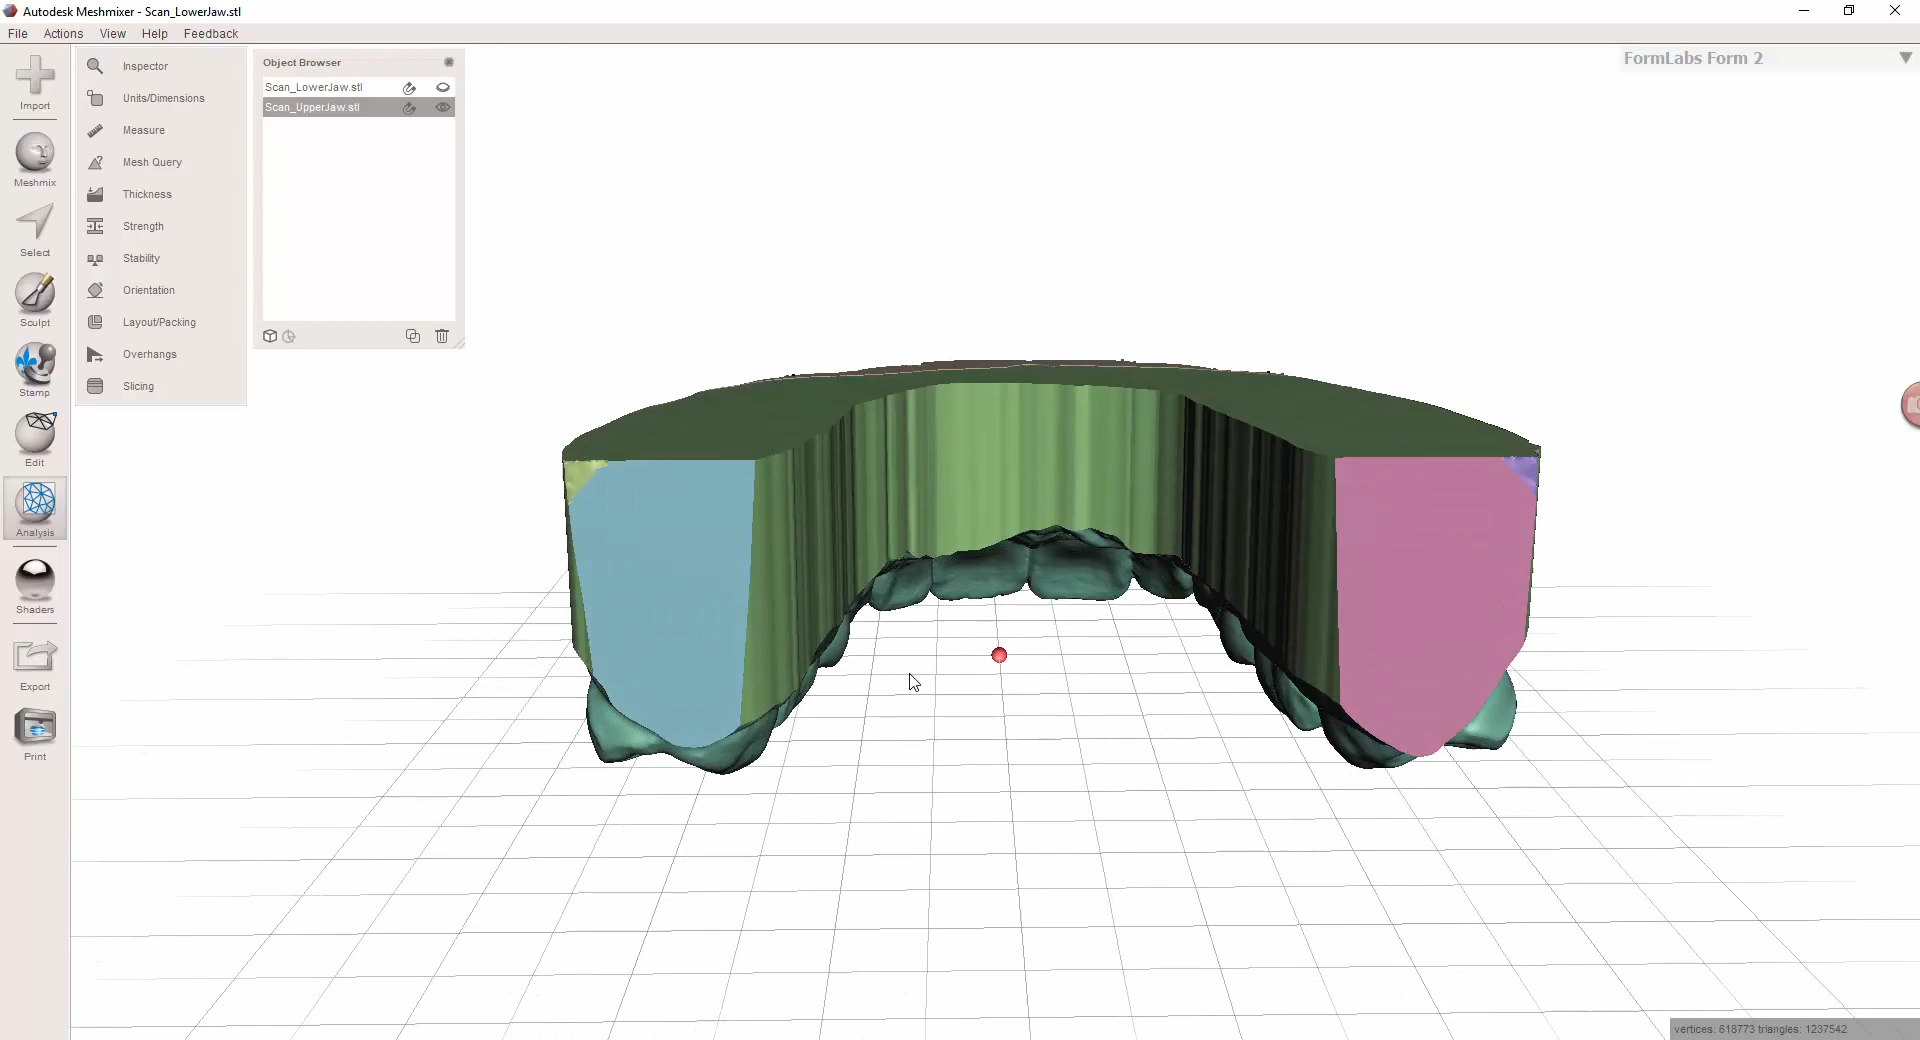 Autodesk Meshmixer - Scan_LowerJaw.stl
File Actions View Help Feedback
Import
Meshmix
Select
Sculpt
Stamp
Edit
Analysis
Shaders
Export
Print
Inspector
Units/Dimensions
Measure
Mesh Query
Thickness
Strength
Stability
Orientation
Layout/Packing
Overhangs
Slicing
Object Browser
Scan_LowerJaw.stl
Scan_UpperJaw.stl
FormLabs Form 2
vertices: 618773 triangles: 1237542